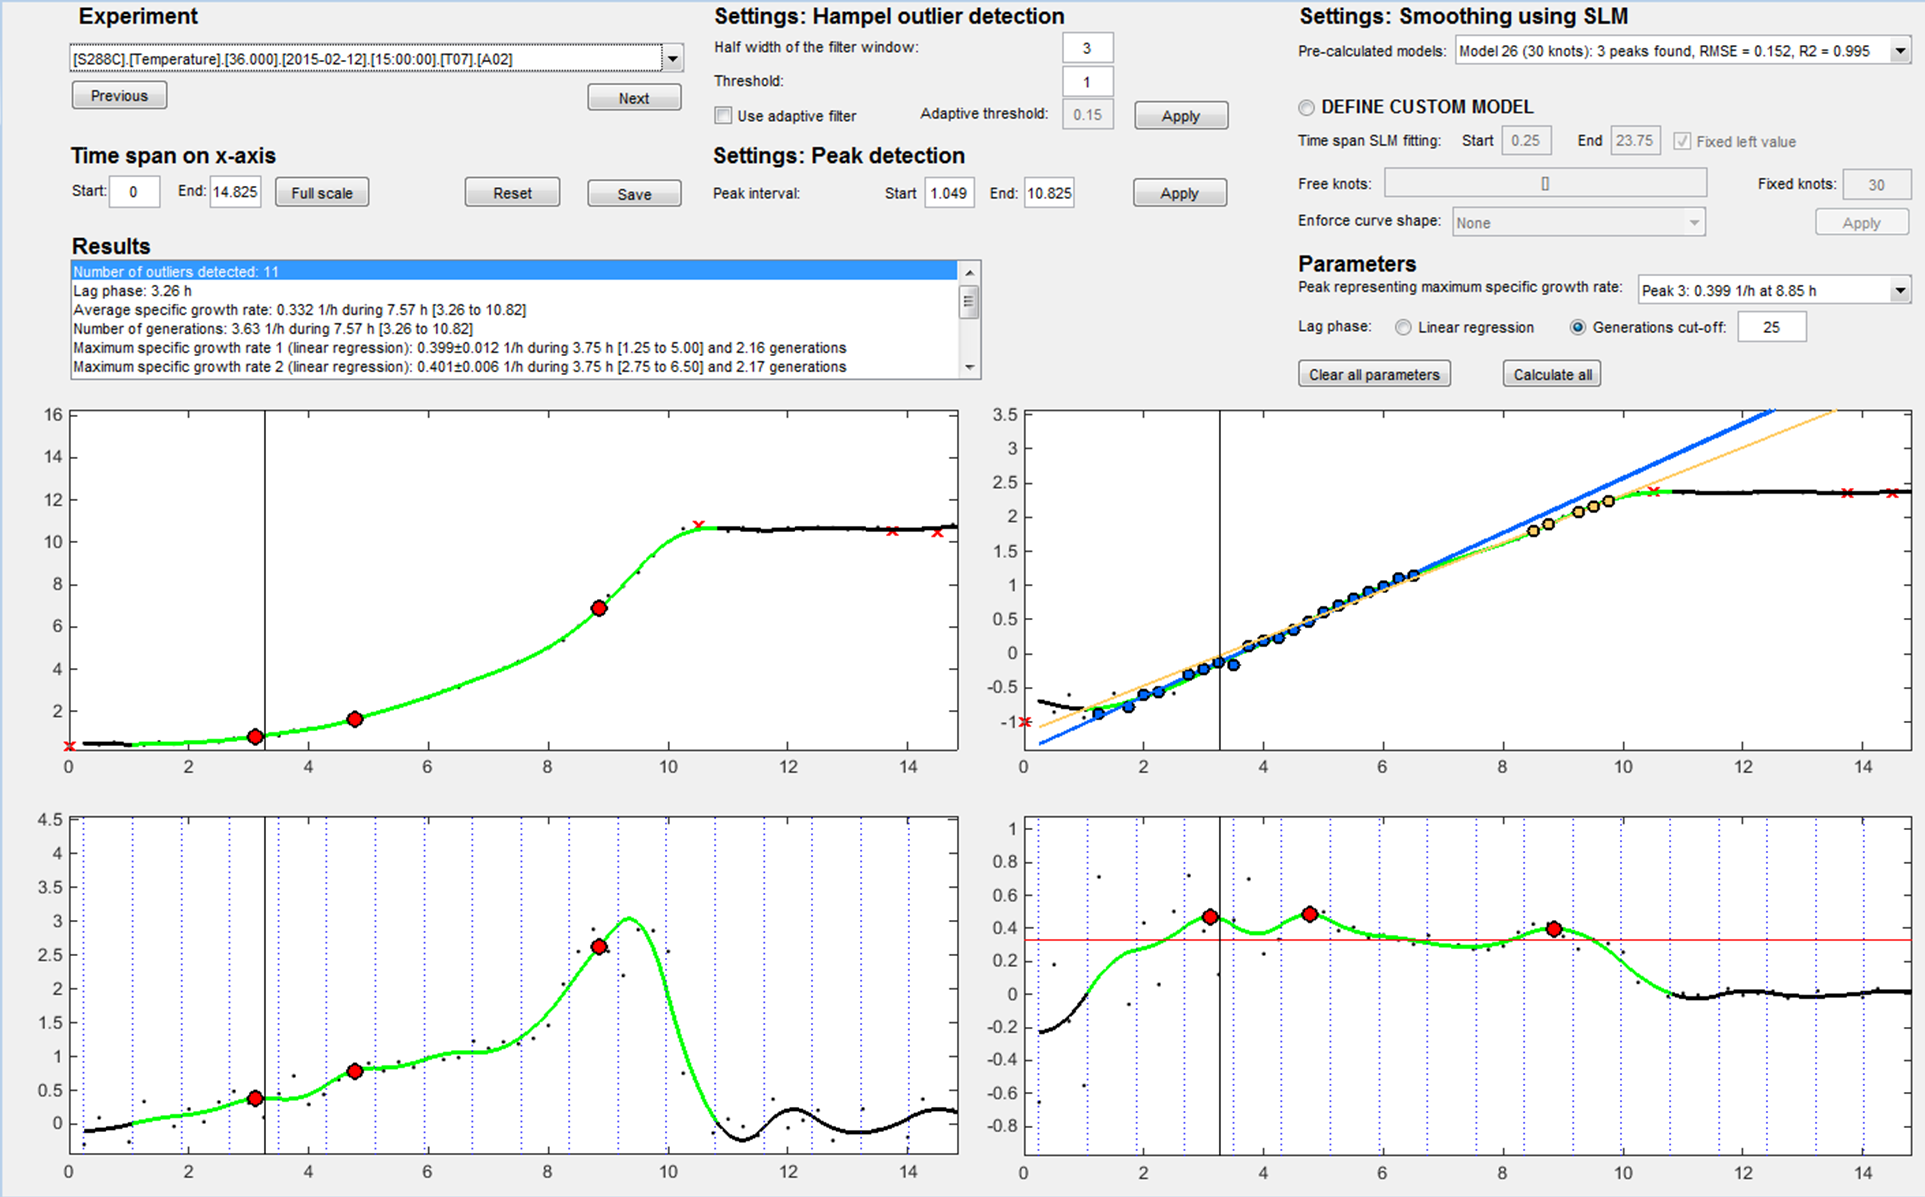 Experiment
[S288C].[Temperature].[36.000].[2015-02-12].[15:00:00].[T07].[A02]
Previous
Next
Time span on x-axis
Start: 0 End: 14.825 Full scale Reset Save
Results
Number of outliers detected: 11
Lag phase: 3.26 h
Average specific growth rate: 0.332 1/h during 7.57 h [3.26 to 10.82]
Number of generations: 3.63 1/h during 7.57 h [3.26 to 10.82]
Maximum specific growth rate 1 (linear regression): 0.399±0.012 1/h during 3.75 h [1.25 to 5.00] and 2.16 generations
Maximum specific growth rate 2 (linear regression): 0.401±0.006 1/h during 3.75 h [2.75 to 6.50] and 2.17 generations
Settings: Hampel outlier detection
Half width of the filter window: 3
Threshold: 1
Use adaptive filter Adaptive threshold: 0.15 Apply
Settings: Peak detection
Peak interval: Start 1.049 End: 10.825 Apply
Settings: Smoothing using SLM
Pre-calculated models: Model 26 (30 knots): 3 peaks found, RMSE = 0.152, R2 = 0.995
DEFINE CUSTOM MODEL
Time span SLM fitting: Start 0.25 End 23.75 Fixed left value
Free knots: [] Fixed knots: 30
Enforce curve shape: None Apply
Parameters
Peak representing maximum specific growth rate: Peak 3: 0.399 1/h at 8.85 h
Lag phase: Linear regression Generations cut-off: 25
Clear all parameters Calculate all
16
14
12
10
8
6
4
2
0 2 4 6 8 10 12 14
3.5
3
2.5
2
1.5
1
0.5
0
-0.5
-1
0 2 4 6 8 10 12 14
4.5
4
3.5
3
2.5
2
1.5
1
0.5
0
0 2 4 6 8 10 12 14
1
0.8
0.6
0.4
0.2
0
-0.2
-0.4
-0.6
-0.8
0 2 4 6 8 10 12 14